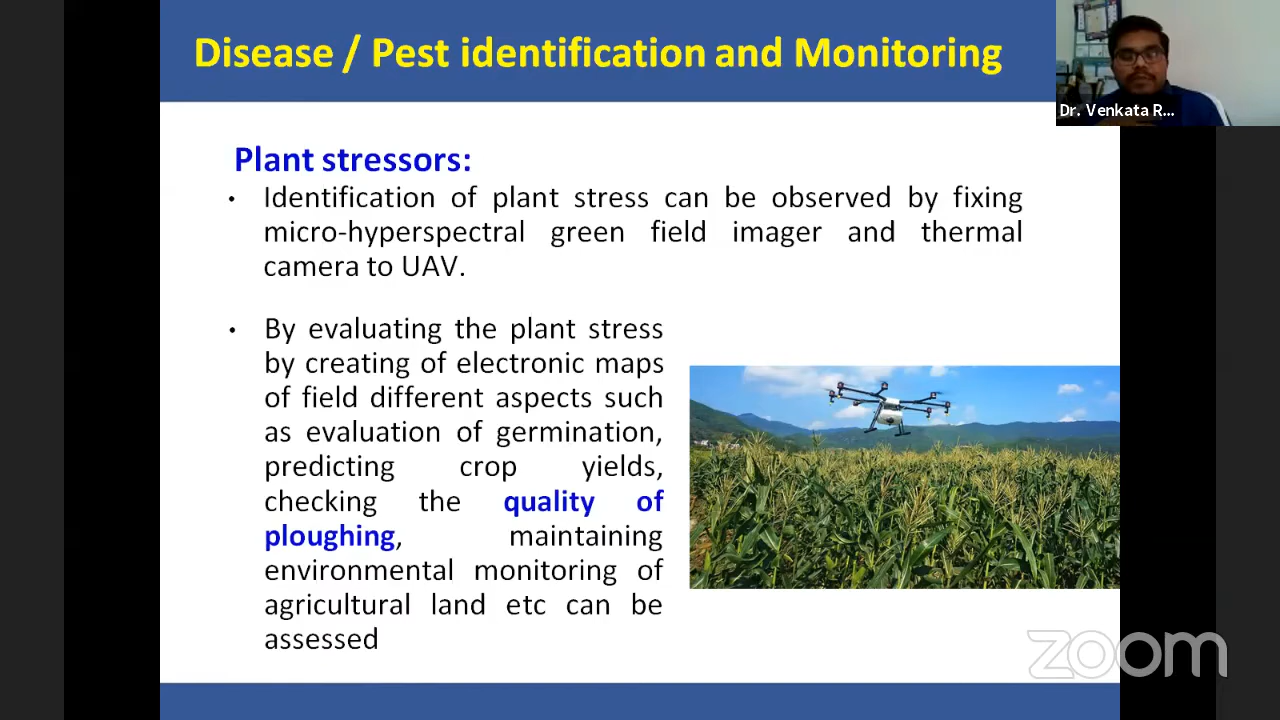 Disease / Pest identification and Monitoring
Dr. Venkata R...
Plant stressors:
• Identification of plant stress can be observed by fixing
micro-hyperspectral green field imager and thermal
camera to UAV.
• By evaluating the plant stress
by creating of electronic maps
of field different aspects such
as evaluation of germination,
predicting crop yields,
checking the quality of
ploughing, maintaining
environmental monitoring of
agricultural land etc can be
assessed
zoom